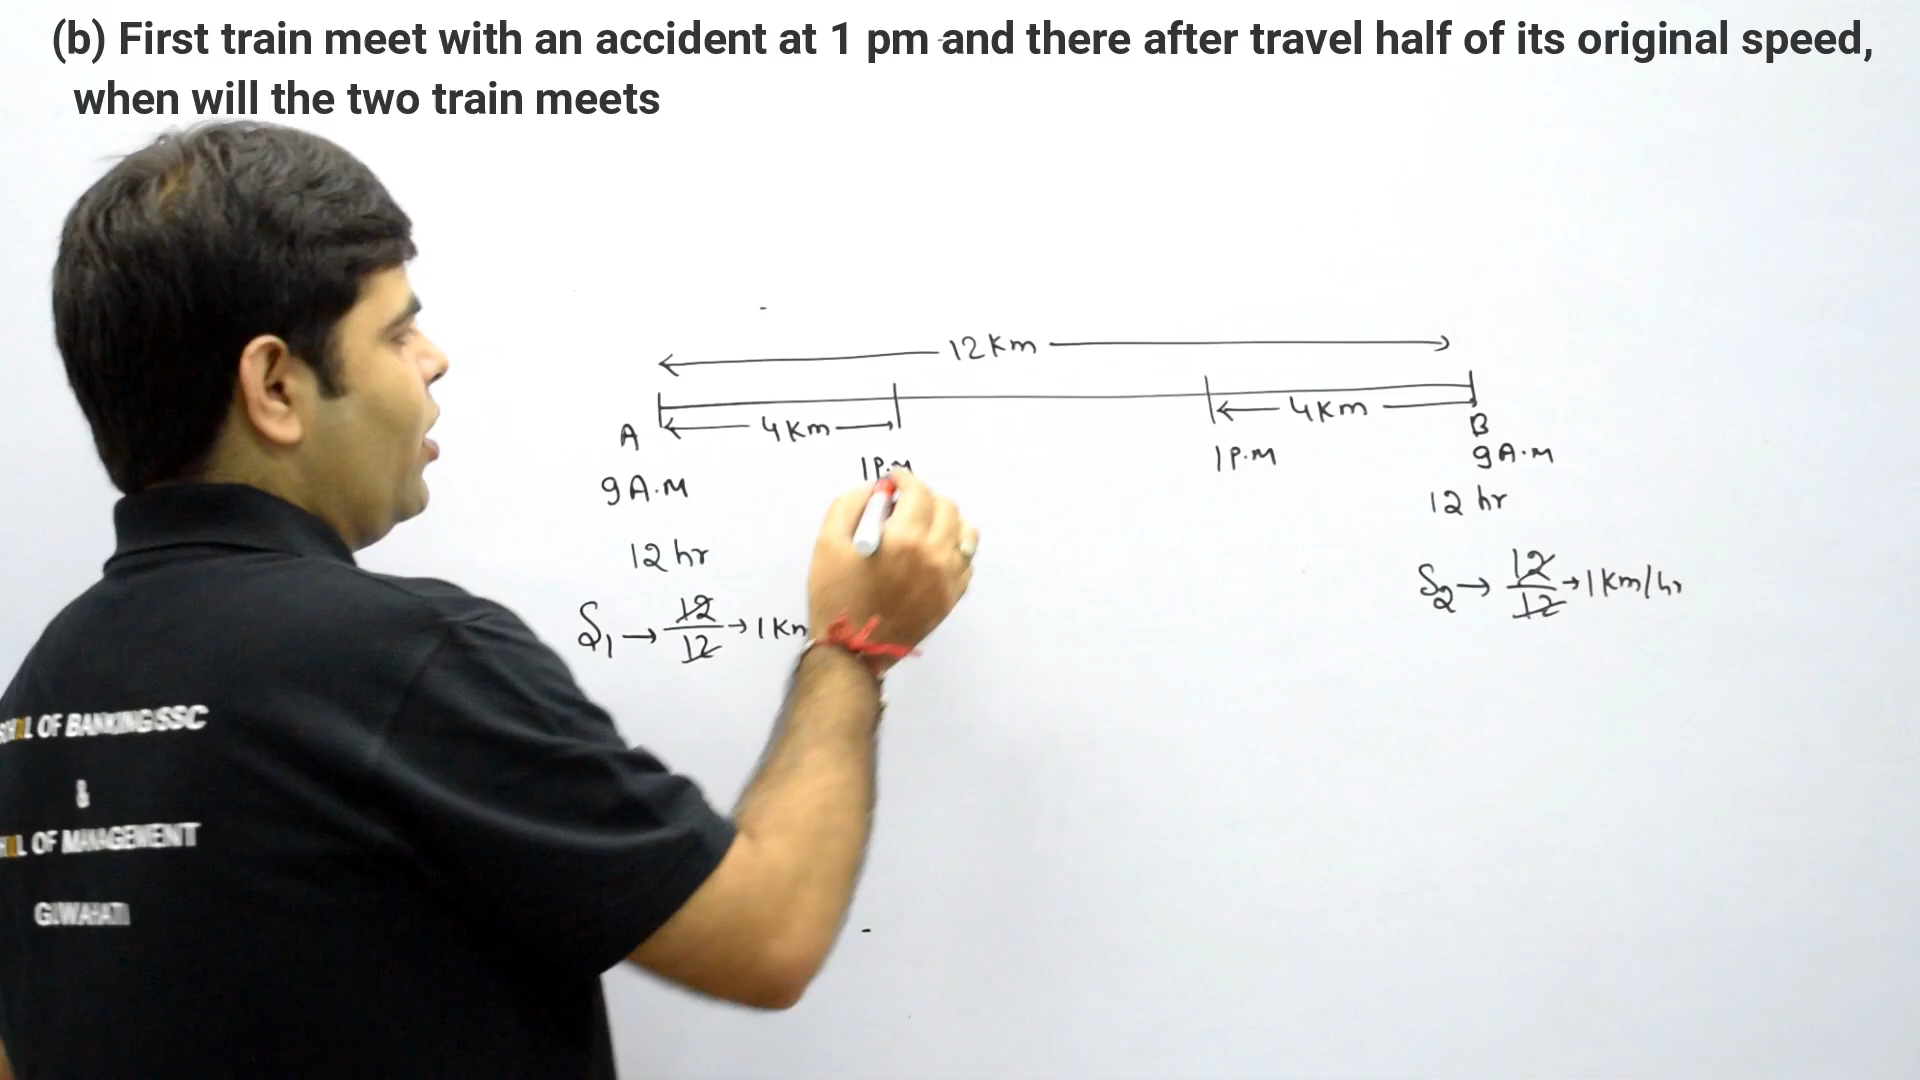 (b) First train meet with an accident at 1 pm and there after travel half of its original speed,
when will the two train meets
12 Km
4 Km
4 Km
A
B
1 P.M
1 P.M
9 A.M
9 A.M
12 hr
12 hr
S1 → 12/12 → 1 Km
S2 → 12/12 → 1 Km/hr
L OF BANKING SSC
&
L OF MANAGEMENT
GUWAHATI